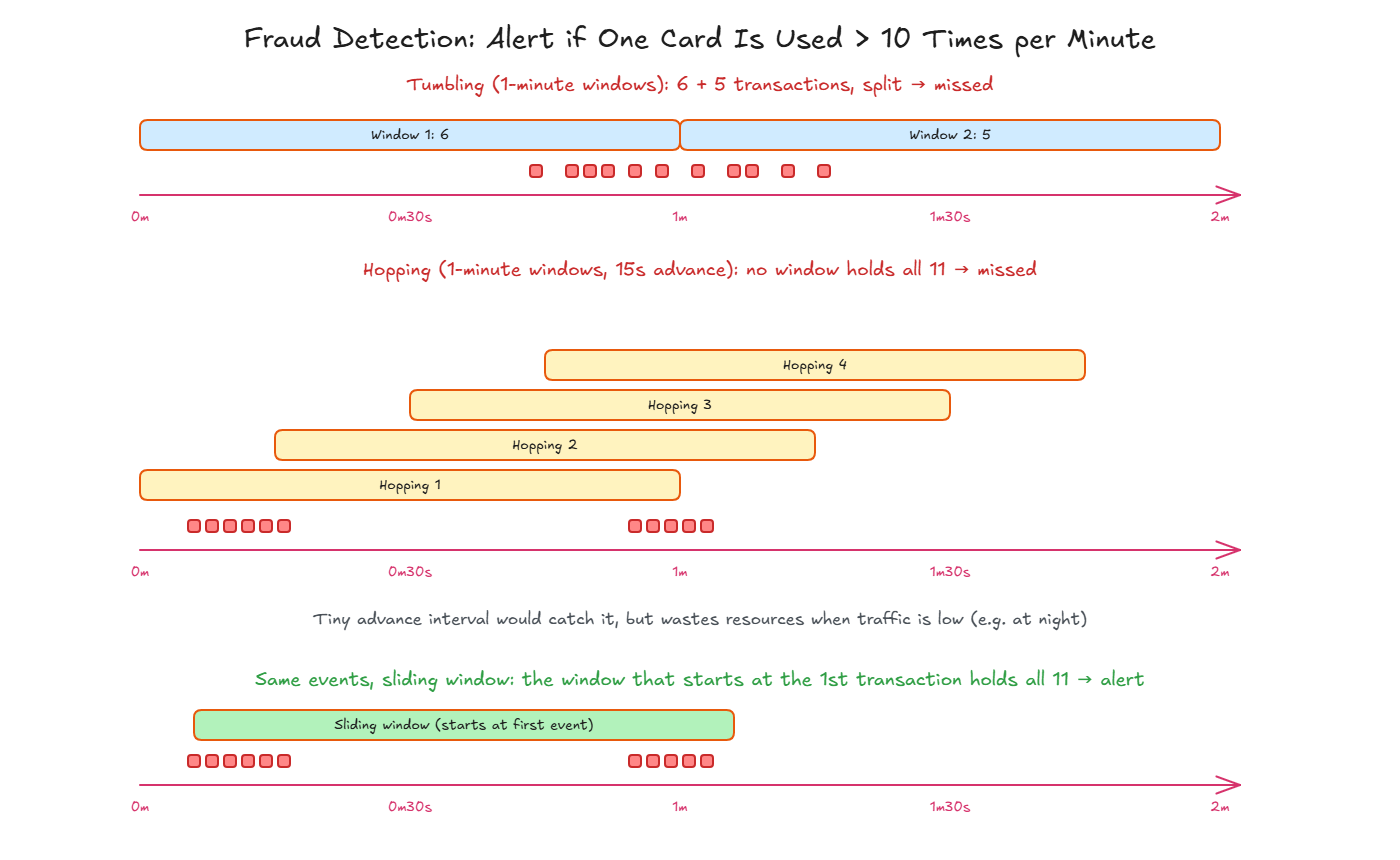 Fraud Detection: Alert if One Card Is Used > 10 Times per Minute
Tumbling (1-minute windows): 6 + 5 transactions, split → missed
Window 1: 6
Window 2: 5
0m
0m30s
1m
1m30s
2m
Hopping (1-minute windows, 15s advance): no window holds all 11 → missed
Hopping 4
Hopping 3
Hopping 2
Hopping 1
0m
0m30s
1m
1m30s
2m
Tiny advance interval would catch it, but wastes resources when traffic is low (e.g. at night)
Same events, sliding window: the window that starts at the 1st transaction holds all 11 → alert
Sliding window (starts at first event)
0m
0m30s
1m
1m30s
2m